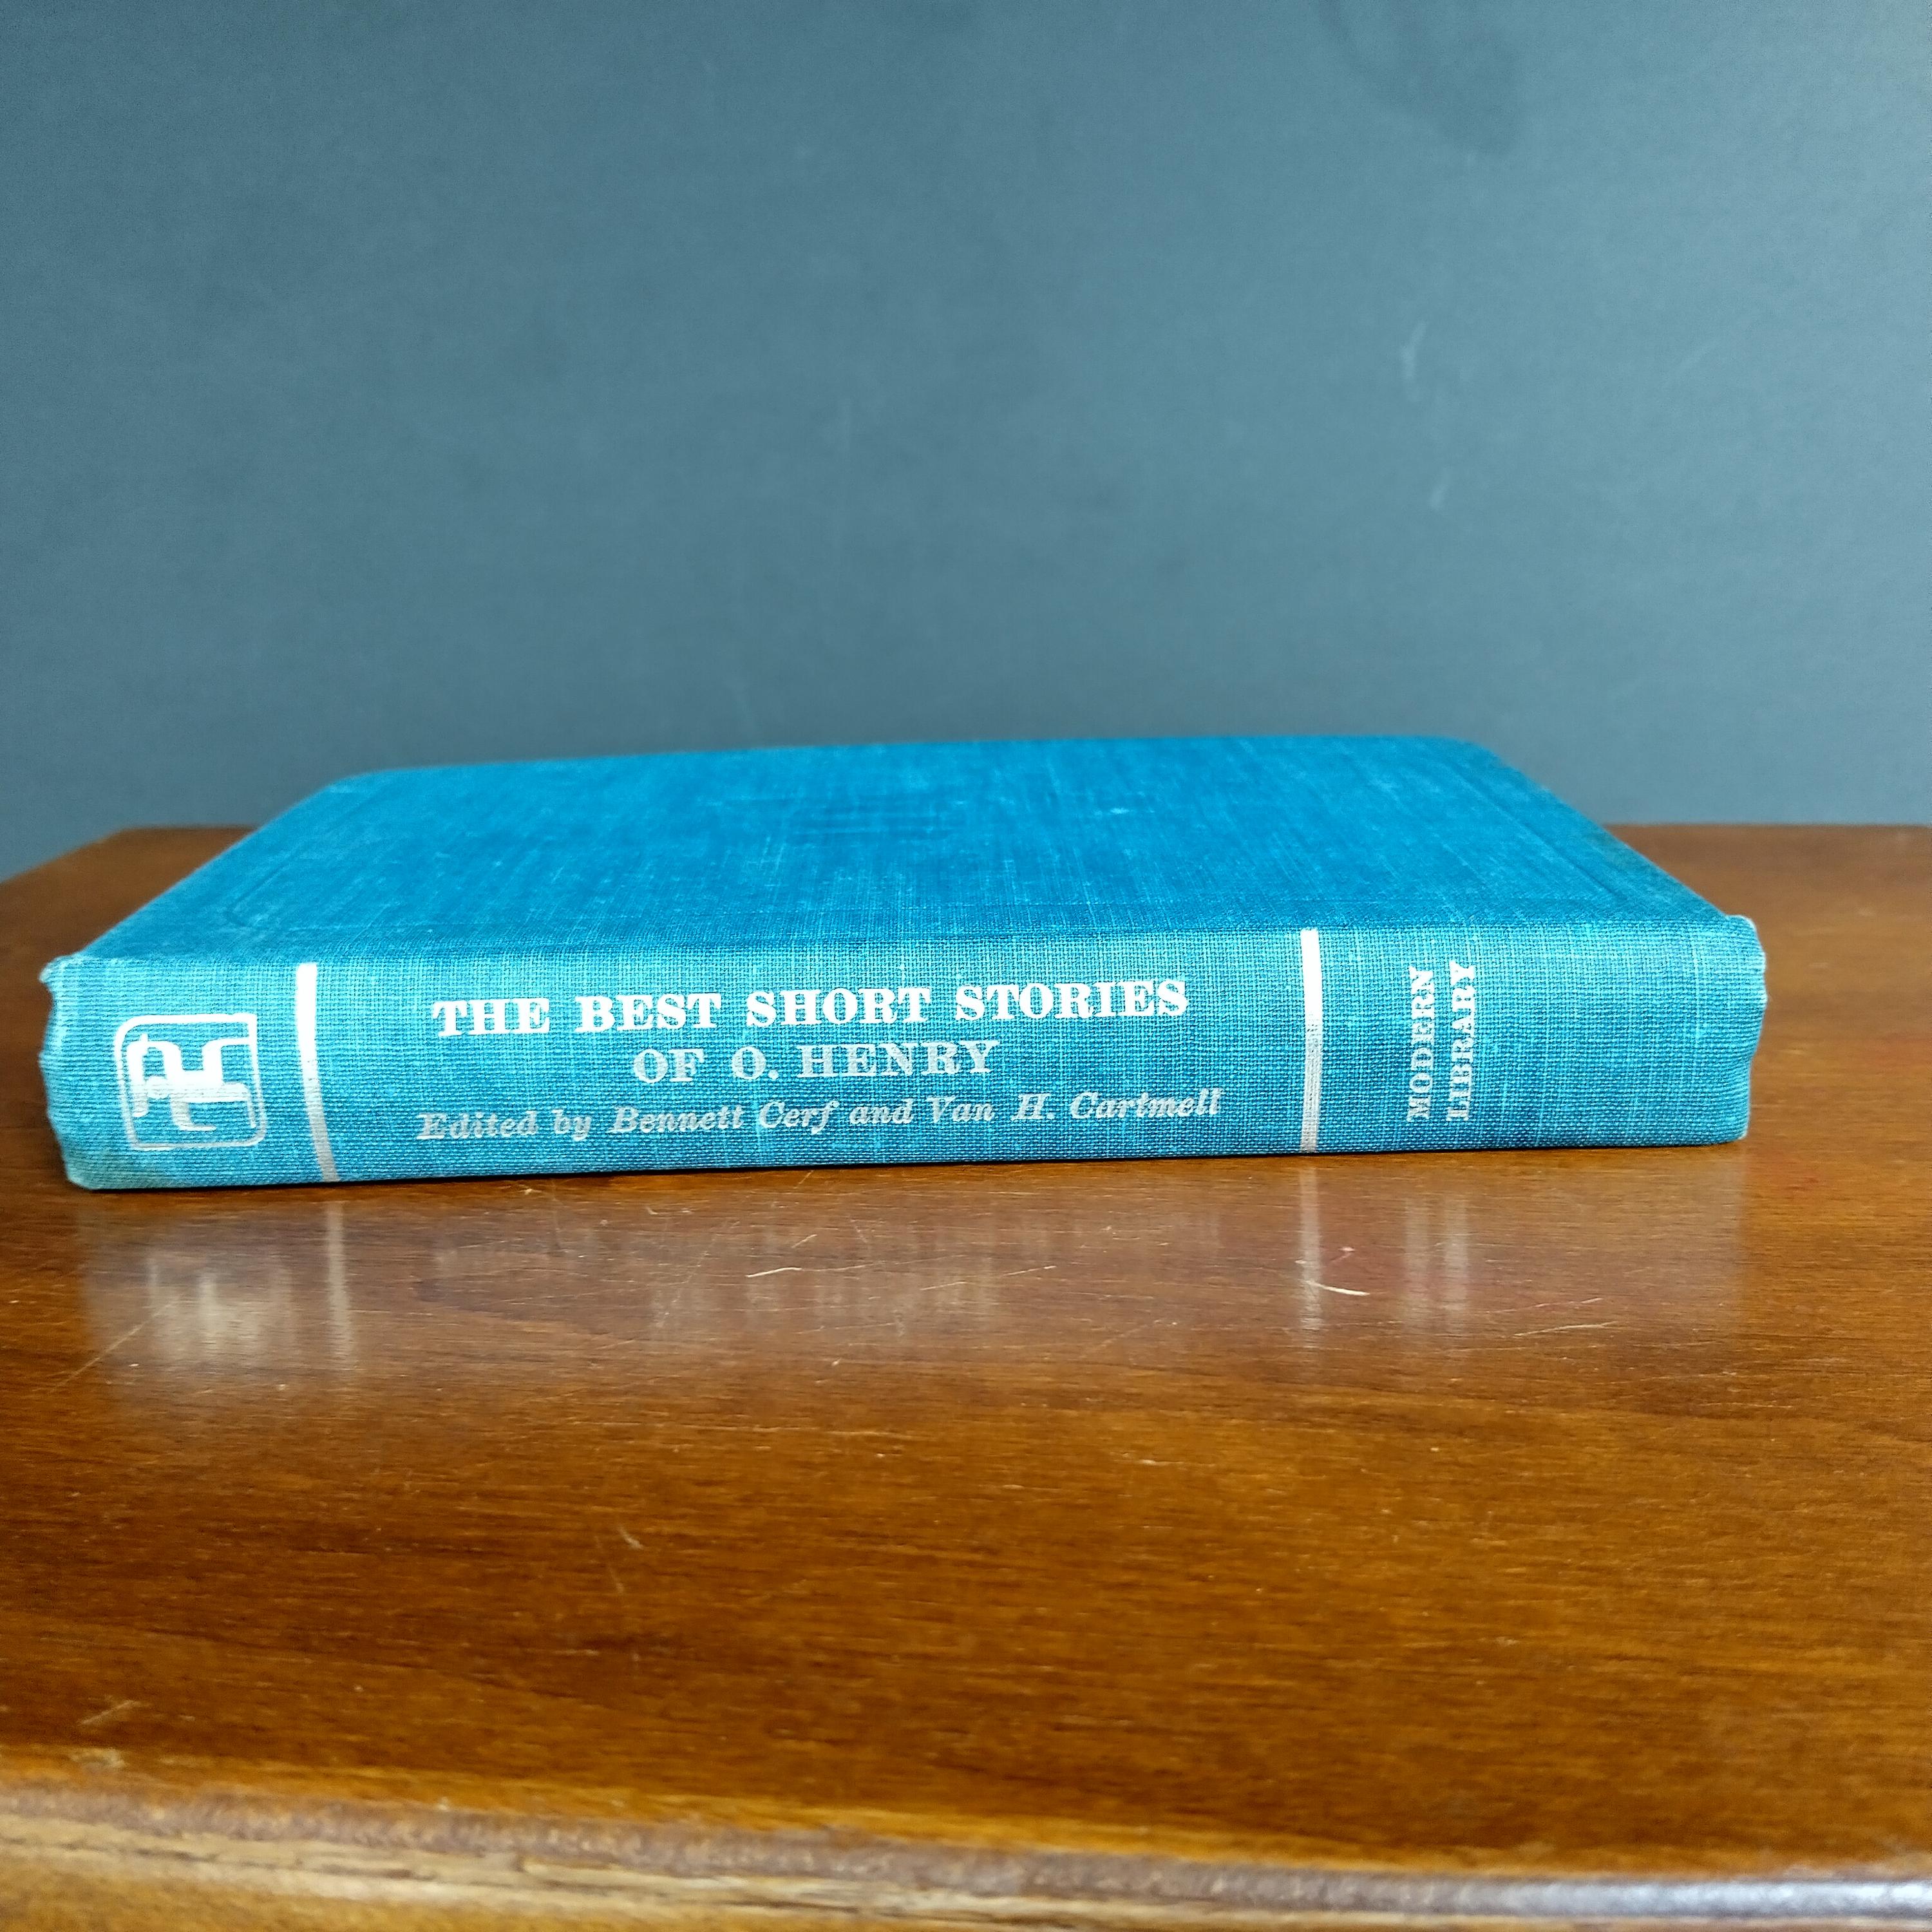 THE BEST SHORT STORIES
OF O. HENRY
Edited by Bennett Cerf and Van H. Cartmell
MODERN
LIBRARY